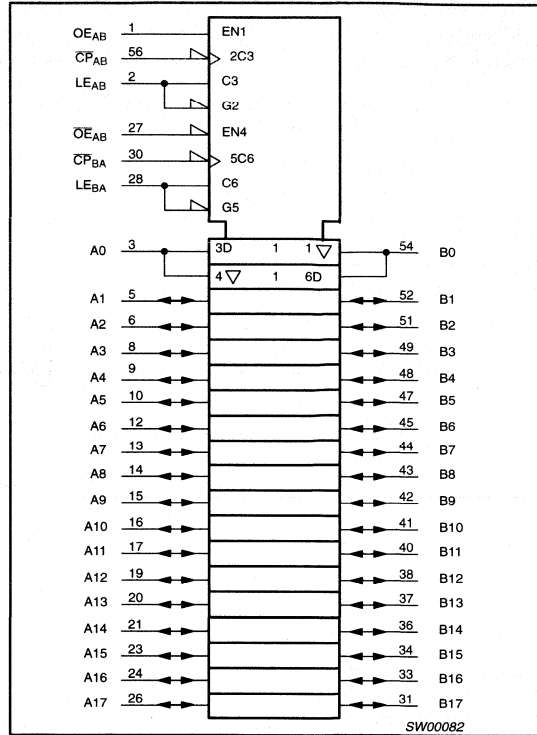 OEAB 1 EN1
C̅P̅AB 56 2C3
LEAB 2 C3
G2
O̅E̅AB 27 EN4
C̅P̅BA 30 5C6
LEBA 28 C6
G5
A0 3 3D 1 1 ▽ 54 B0
4 ▽ 1 6D
A1 5 52 B1
A2 6 51 B2
A3 8 49 B3
A4 9 48 B4
A5 10 47 B5
A6 12 45 B6
A7 13 44 B7
A8 14 43 B8
A9 15 42 B9
A10 16 41 B10
A11 17 40 B11
A12 19 38 B12
A13 20 37 B13
A14 21 36 B14
A15 23 34 B15
A16 24 33 B16
A17 26 31 B17
SW00082